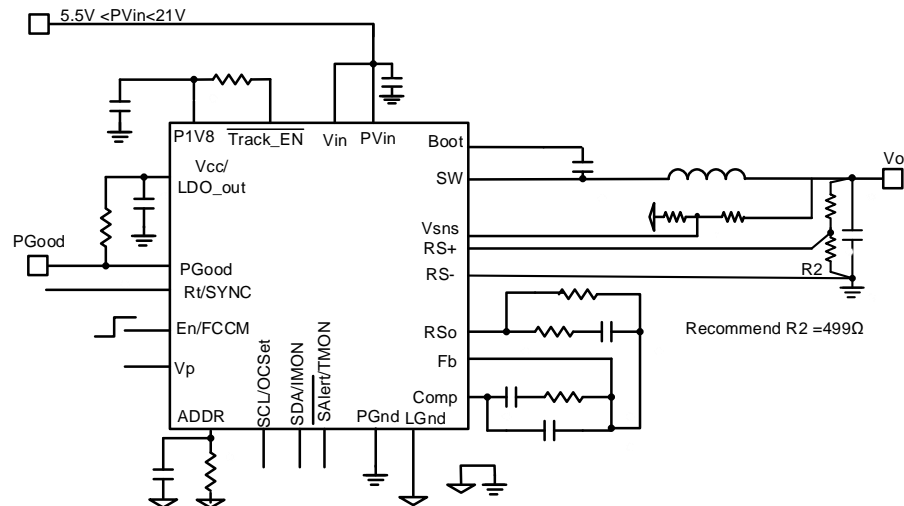 5.5V <PVin<21V
P1V8
Track_EN
Vin
PVin
Boot
Vcc/
LDO_out
SW
Vo
Vsns
PGood
RS+
PGood
RS-
R2
Rt/SYNC
En/FCCM
RSo
Recommend R2 =499Ω
Vp
Fb
Comp
ADDR
SCL/OCSet
SDA/IMON
SAlert/TMON
PGnd
LGnd